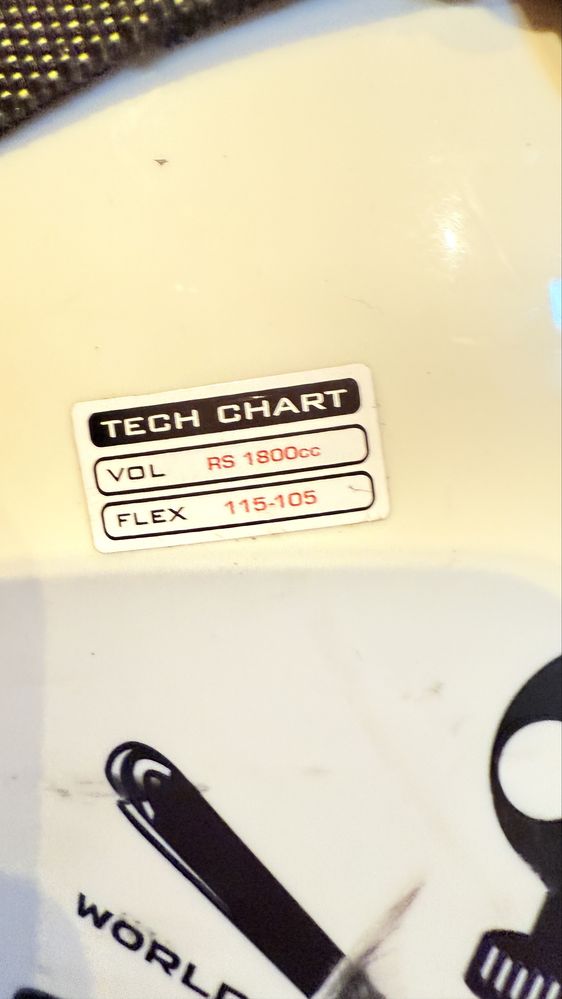 TECH CHART
VOL RS 1800cc
FLEX 115-105